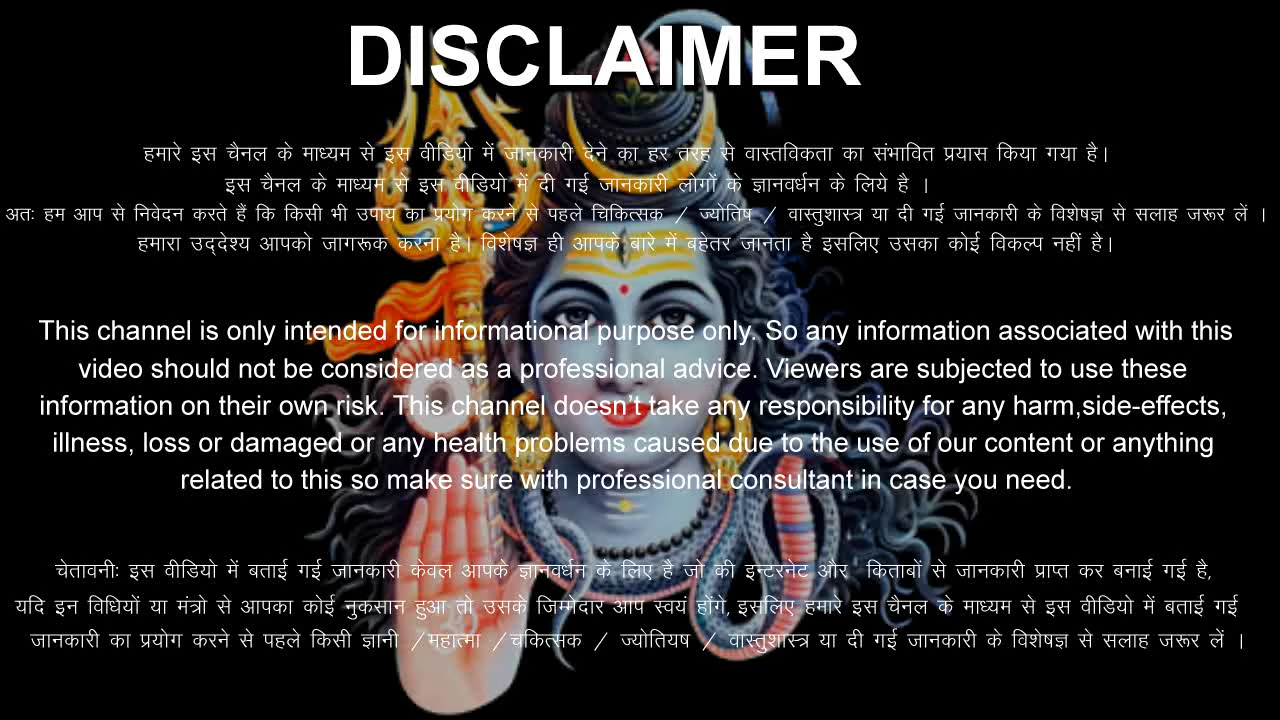 DISCLAIMER
हमारे इस चैनल के माध्यम से इस वीडियो में जानकारी देने का हर तरह से वास्तविकता का संभावित प्रयास किया गया है।
इस चैनल के माध्यम से इस वीडियो में दी गई जानकारी लोगों के ज्ञानवर्धन के लिये है ।
अतः हम आप से निवेदन करते हैं कि किसी भी उपाय का प्रयोग करने से पहले चिकित्सक / ज्योतिष / वास्तुशास्त्र या दी गई जानकारी के विशेषज्ञ से सलाह जरूर लें ।
हमारा उद्देश्य आपको जागरूक करना है। विशेषज्ञ ही आपके बारे में बहेतर जानता है इसलिए उसका कोई विकल्प नहीं है।
This channel is only intended for informational purpose only. So any information associated with this
video should not be considered as a professional advice. Viewers are subjected to use these
information on their own risk. This channel doesn't take any responsibility for any harm,side-effects,
illness, loss or damaged or any health problems caused due to the use of our content or anything
related to this so make sure with professional consultant in case you need.
चेतावनीः इस वीडियो में बताई गई जानकारी केवल आपके ज्ञानवर्धन के लिए है जो की इन्टरनेट और किताबों से जानकारी प्राप्त कर बनाई गई है,
यदि इन विधियों या मंत्रो से आपका कोई नुकसान हुआ तो उसके जिम्मेदार आप स्वयं होंगे, इसलिए हमारे इस चैनल के माध्यम से इस वीडियो में बताई गई
जानकारी का प्रयोग करने से पहले किसी ज्ञानी /महात्मा /चकित्सक / ज्योतियष / वास्तुशास्त्र या दी गई जानकारी के विशेषज्ञ से सलाह जरूर लें ।